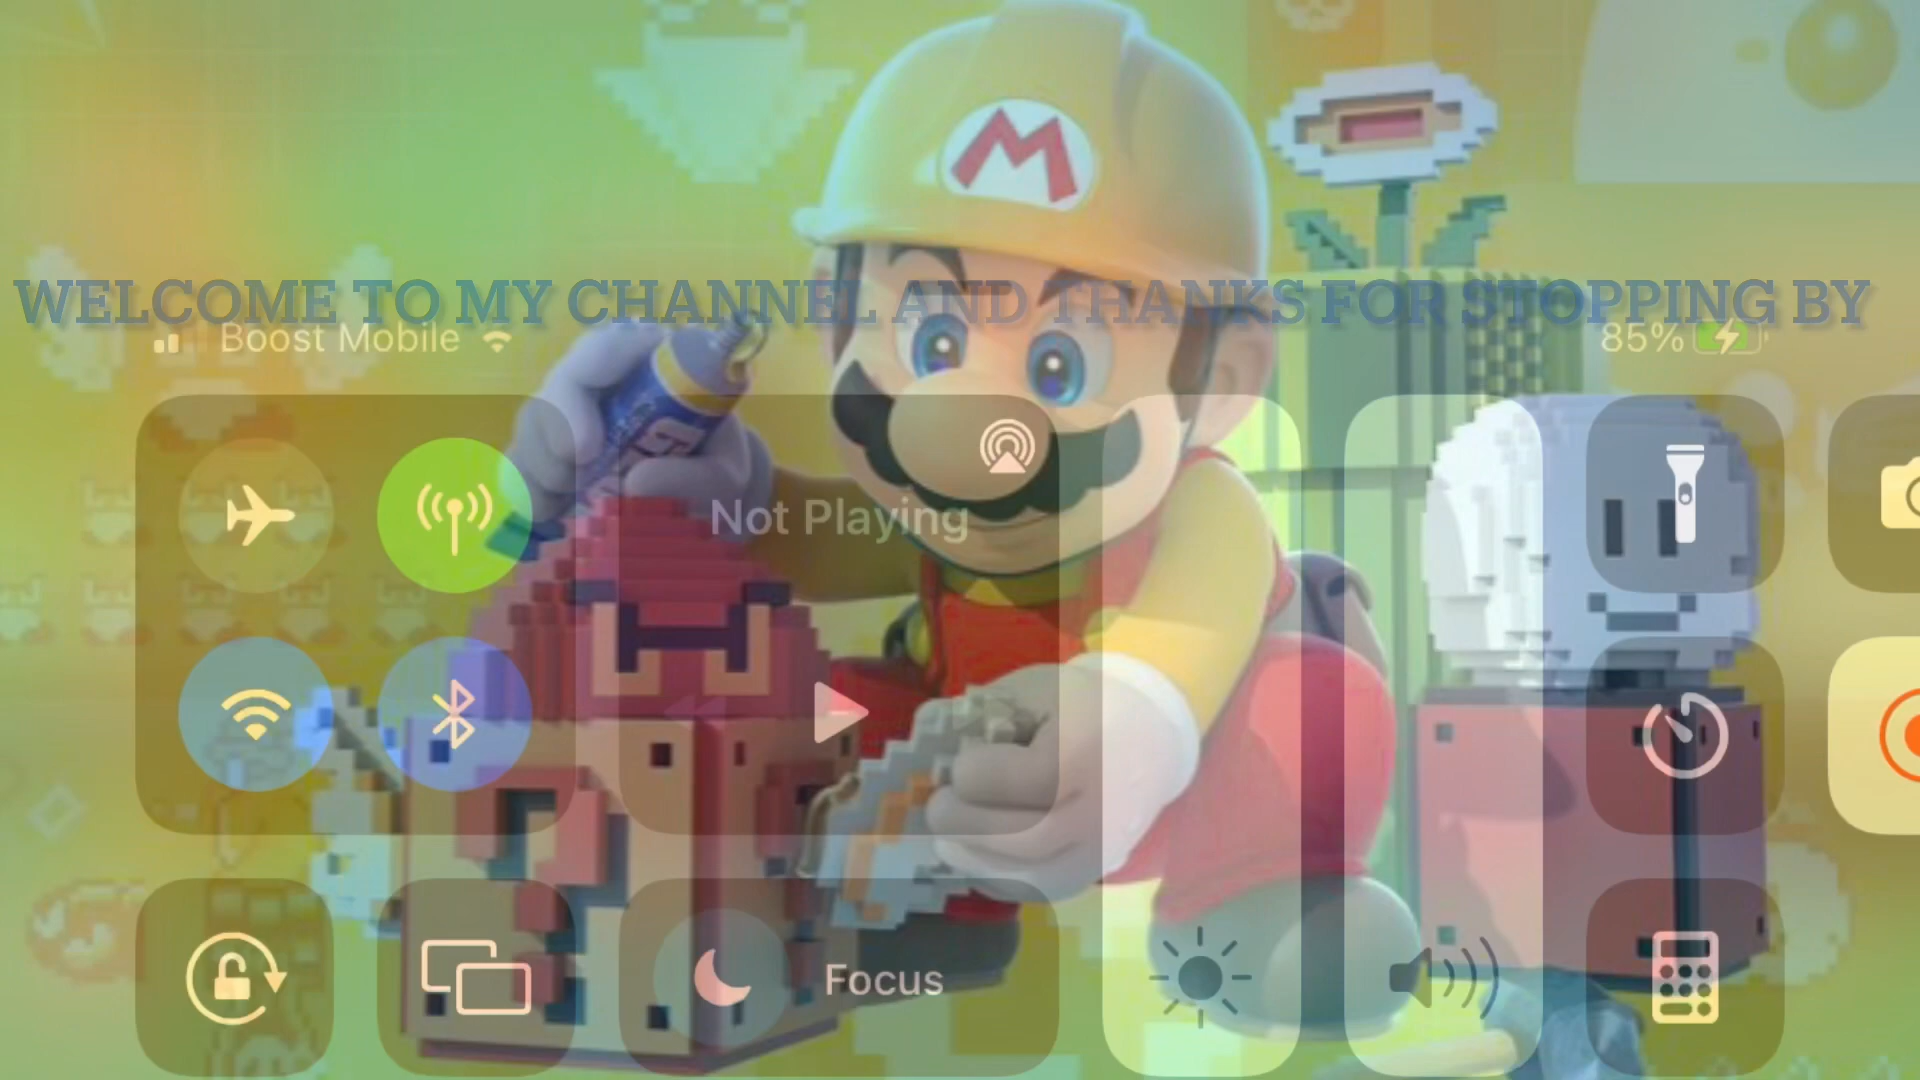 M
WELCOME TO MY CHANNEL AND THANKS FOR STOPPING BY
Boost Mobile
85%
Not Playing
Focus